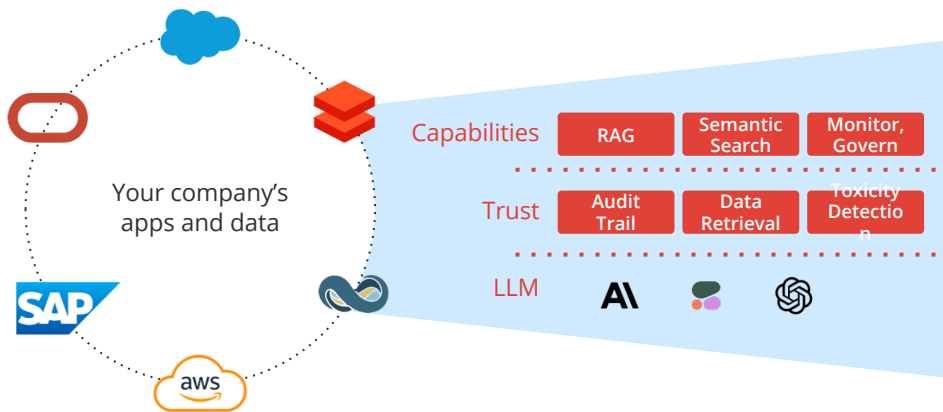 Your company’s
apps and data
SAP
aws
Capabilities
RAG
Semantic
Search
Monitor,
Govern
Trust
Audit
Trail
Data
Retrieval
Toxicity
Detectio
n
LLM
AI